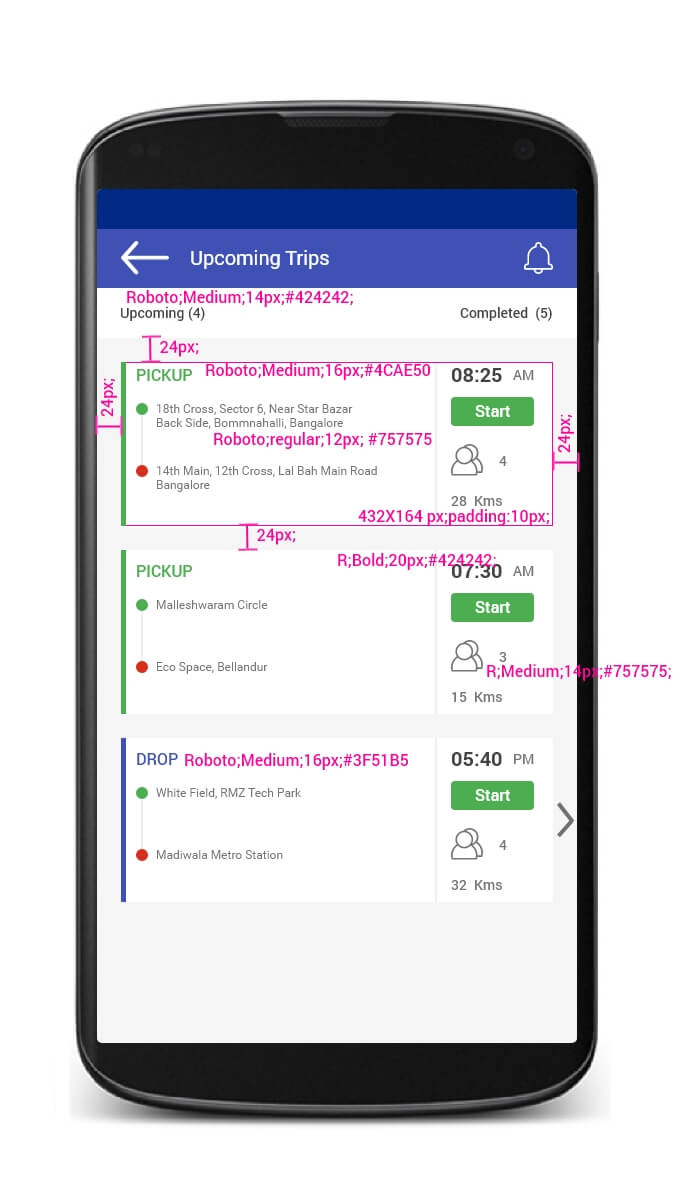 Upcoming Trips
Roboto;Medium;14px;#424242;
Upcoming (4)
Completed (5)
24px;
PICKUP
Roboto;Medium;16px;#4CAE50
08:25 AM
24px;
18th Cross, Sector 6, Near Star Bazar
Back Side, Bommnahalli, Bangalore
Start
Roboto;regular;12px; #757575
24px;
14th Main, 12th Cross, Lal Bah Main Road
Bangalore
4
28 Kms
432X164 px;padding:10px;
24px;
R;Bold;20px;#424242;
PICKUP
07:30 AM
Malleshwaram Circle
Start
Eco Space, Bellandur
3
R;Medium;14px;#757575;
15 Kms
DROP
Roboto;Medium;16px;#3F51B5
05:40 PM
White Field, RMZ Tech Park
Start
Madiwala Metro Station
4
32 Kms